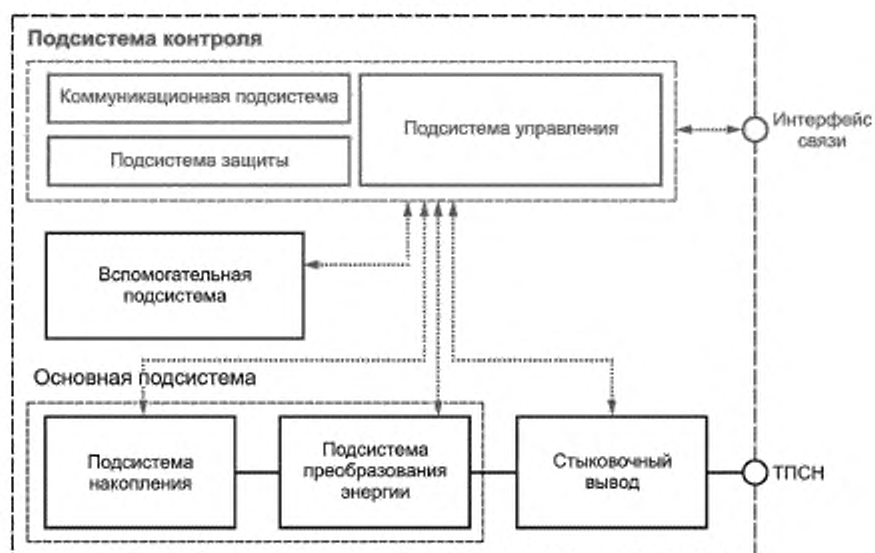 Подсистема контроля
Коммуникационная подсистема
Подсистема защиты
Подсистема управления
Интерфейс
связи
Вспомогательная
подсистема
Основная подсистема
Подсистема
накопления
Подсистема
преобразования
энергии
Стыковочный
вывод
ТПСН